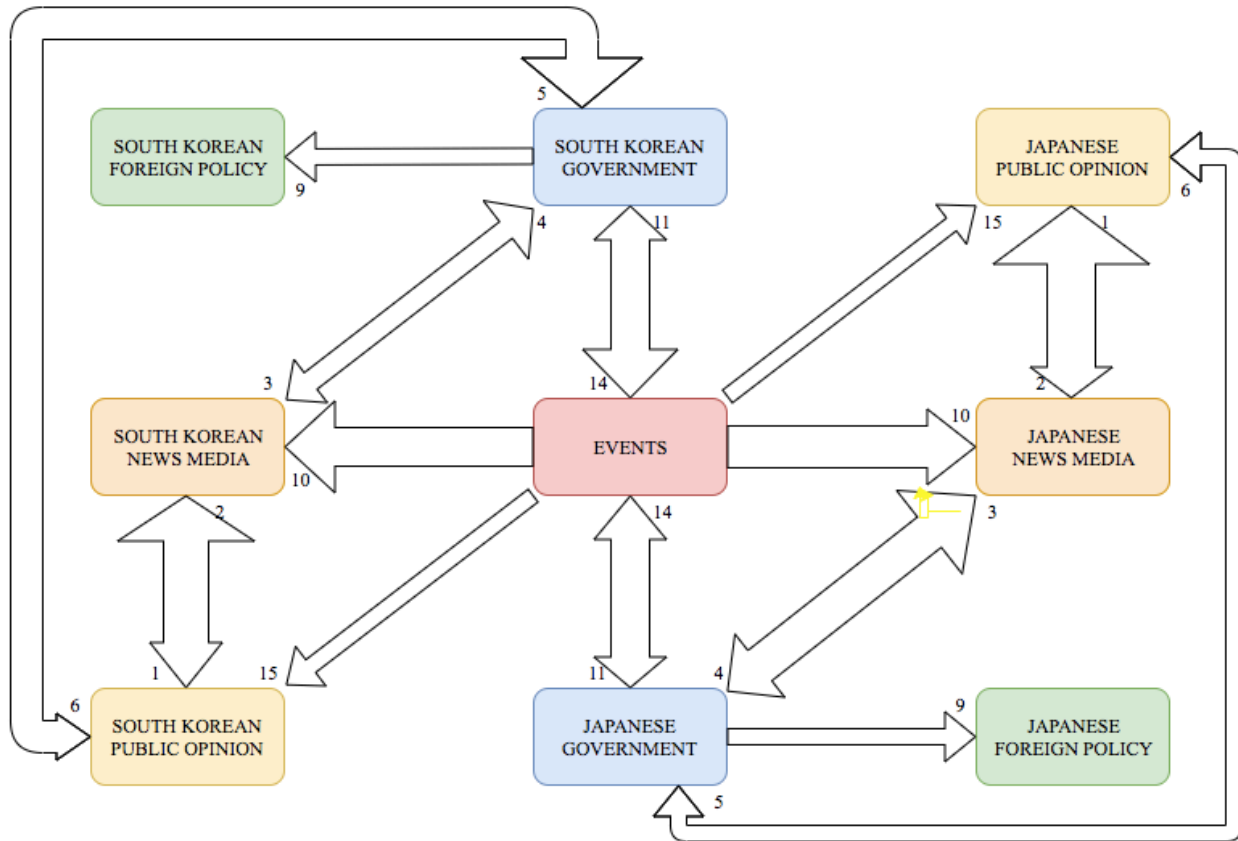 5
SOUTH KOREAN
FOREIGN POLICY
SOUTH KOREAN
GOVERNMENT
JAPANESE
PUBLIC OPINION
9
4
11
15
1
6
3
14
2
SOUTH KOREAN
NEWS MEDIA
EVENTS
10
JAPANESE
NEWS MEDIA
10
2
14
3
1
15
11
4
6
SOUTH KOREAN
PUBLIC OPINION
JAPANESE
GOVERNMENT
9
JAPANESE
FOREIGN POLICY
5